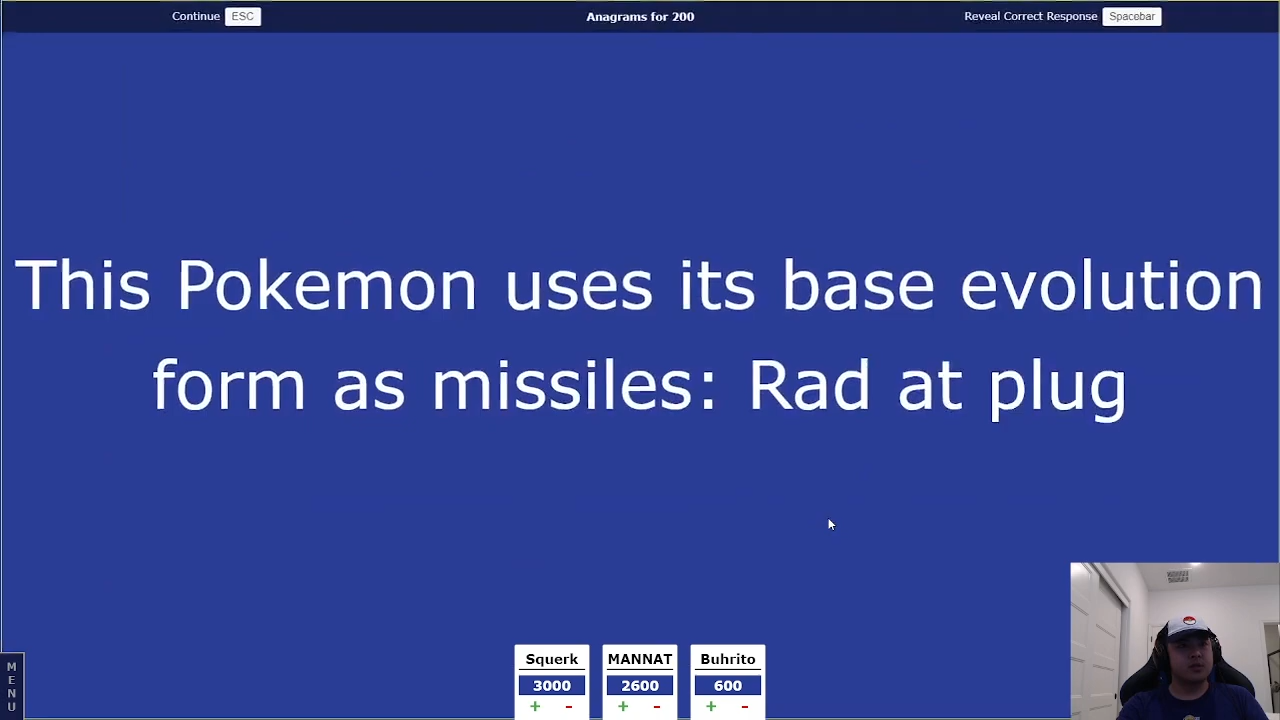 Continue ESC Anagrams for 200 Reveal Correct Response Spacebar
This Pokemon uses its base evolution
form as missiles: Rad at plug
MENU
Squerk MANNAT Buhrito
3000 2600 600
+ - + - + -